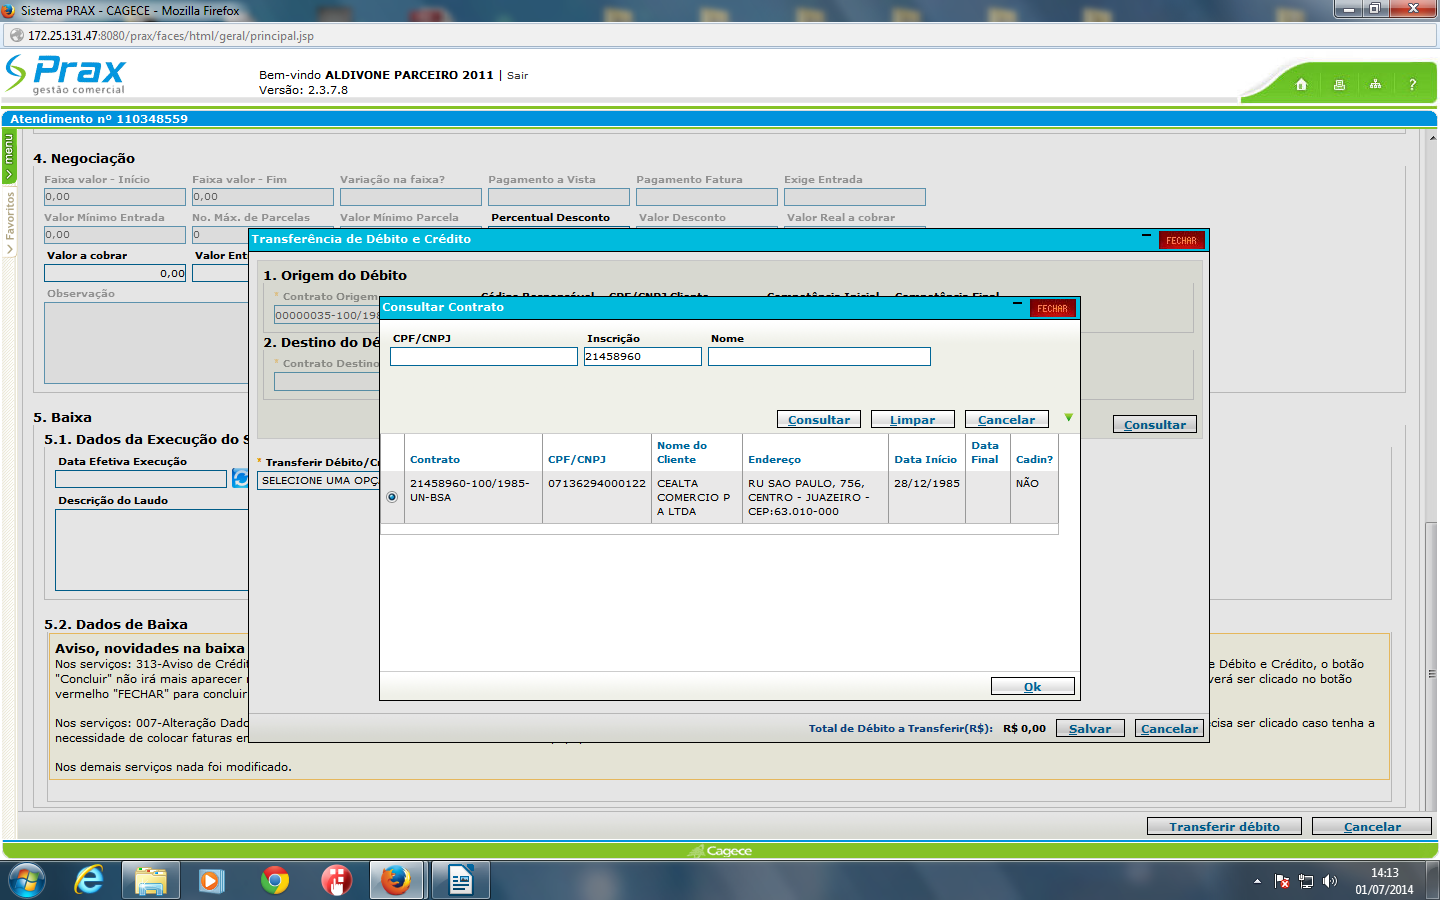 Sistema PRAX - CAGECE - Mozilla Firefox
172.25.131.47:8080/prax/faces/html/geral/principal.jsp
Prax
gestão comercial
Bem-vindo ALDIVONE PARCEIRO 2011 | Sair
Versão: 2.3.7.8
?
Atendimento nº 110348559
menu
Favoritos
4. Negociação
Faixa valor - Início Faixa valor - Fim Variação na faixa? Pagamento a Vista Pagamento Fatura Exige Entrada
0,00 0,00
Valor Mínimo Entrada No. Máx. de Parcelas Valor Mínimo Parcela Percentual Desconto Valor Desconto Valor Real a cobrar
0,00 0
Valor a cobrar Valor Ent
0,00
Observação
Transferência de Débito e Crédito
FECHAR
1. Origem do Débito
* Contrato Origem Código Responsável CPF/CNPJ Cliente Competência Inicial Competência Final
00000035-100/198
2. Destino do Dé
* Contrato Destino
Consultar
* Transferir Débito/Cr
SELECIONE UMA OPÇ
Consultar Contrato
FECHAR
CPF/CNPJ Inscrição Nome
21458960
Consultar Limpar Cancelar
Contrato CPF/CNPJ Nome do Cliente Endereço Data Início Data Final Cadin?
21458960-100/1985-UN-BSA 07136294000122 CEALTA COMERCIO P A LTDA RU SAO PAULO, 756, CENTRO - JUAZEIRO - CEP:63.010-000 28/12/1985 NÃO
Ok
Total de Débito a Transferir(R$): R$ 0,00 Salvar Cancelar
5. Baixa
5.1. Dados da Execução do S
Data Efetiva Execução
Descrição do Laudo
5.2. Dados de Baixa
Aviso, novidades na baixa
Nos serviços: 313-Aviso de Crédit e Débito e Crédito, o botão
"Concluir" não irá mais aparecer verá ser clicado no botão
vermelho "FECHAR" para concluir
Nos serviços: 007-Alteração Dado cisa ser clicado caso tenha a
necessidade de colocar faturas en
Nos demais serviços nada foi modificado.
Transferir débito Cancelar
Cagece
14:13
01/07/2014